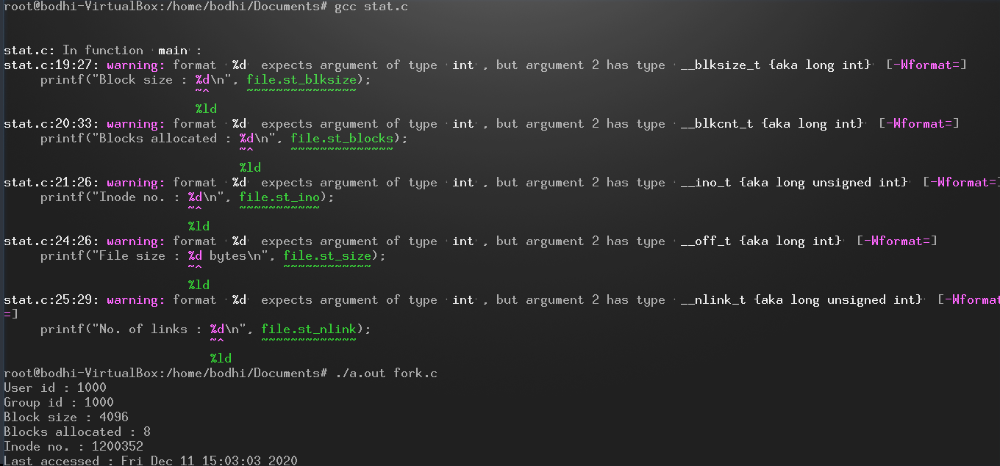 root@bodhi-VirtualBox:/home/bodhi/Documents# gcc stat.c
stat.c: In function 'main':
stat.c:19:27: warning: format '%d' expects argument of type 'int', but argument 2 has type '__blksize_t {aka long int}' [-Wformat=]
printf("Block size : %d\n", file.st_blksize);
~^ ~~~~~~~~~~~~~~~
%ld
stat.c:20:33: warning: format '%d' expects argument of type 'int', but argument 2 has type '__blkcnt_t {aka long int}' [-Wformat=]
printf("Blocks allocated : %d\n", file.st_blocks);
~^ ~~~~~~~~~~~~~~
%ld
stat.c:21:26: warning: format '%d' expects argument of type 'int', but argument 2 has type '__ino_t {aka long unsigned int}' [-Wformat=]
printf("Inode no. : %d\n", file.st_ino);
~^ ~~~~~~~~~~~
%ld
stat.c:24:26: warning: format '%d' expects argument of type 'int', but argument 2 has type '__off_t {aka long int}' [-Wformat=]
printf("File size : %d bytes\n", file.st_size);
~^ ~~~~~~~~~~~~
%ld
stat.c:25:29: warning: format '%d' expects argument of type 'int', but argument 2 has type '__nlink_t {aka long unsigned int}' [-Wformat
=]
printf("No. of links : %d\n", file.st_nlink);
~^ ~~~~~~~~~~~~~
%ld
root@bodhi-VirtualBox:/home/bodhi/Documents# ./a.out fork.c
User id : 1000
Group id : 1000
Block size : 4096
Blocks allocated : 8
Inode no. : 1200352
Last accessed : Fri Dec 11 15:03:03 2020